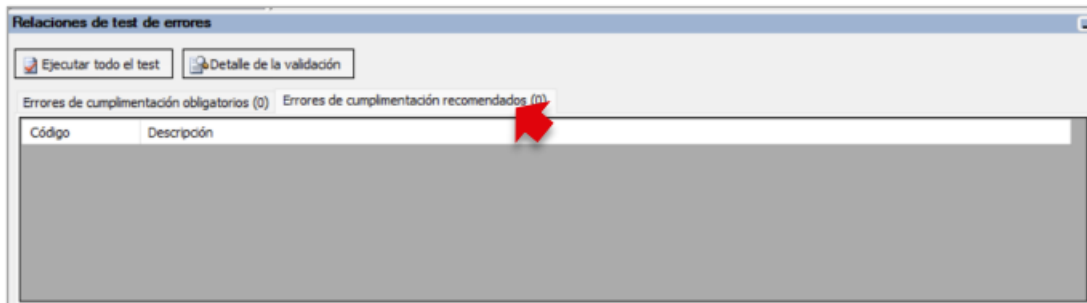 Relaciones de test de errores
Ejecutar todo el test Detalle de la validación
Errores de cumplimentación obligatorios (0) Errores de cumplimentación recomendados (0)
Código Descripción